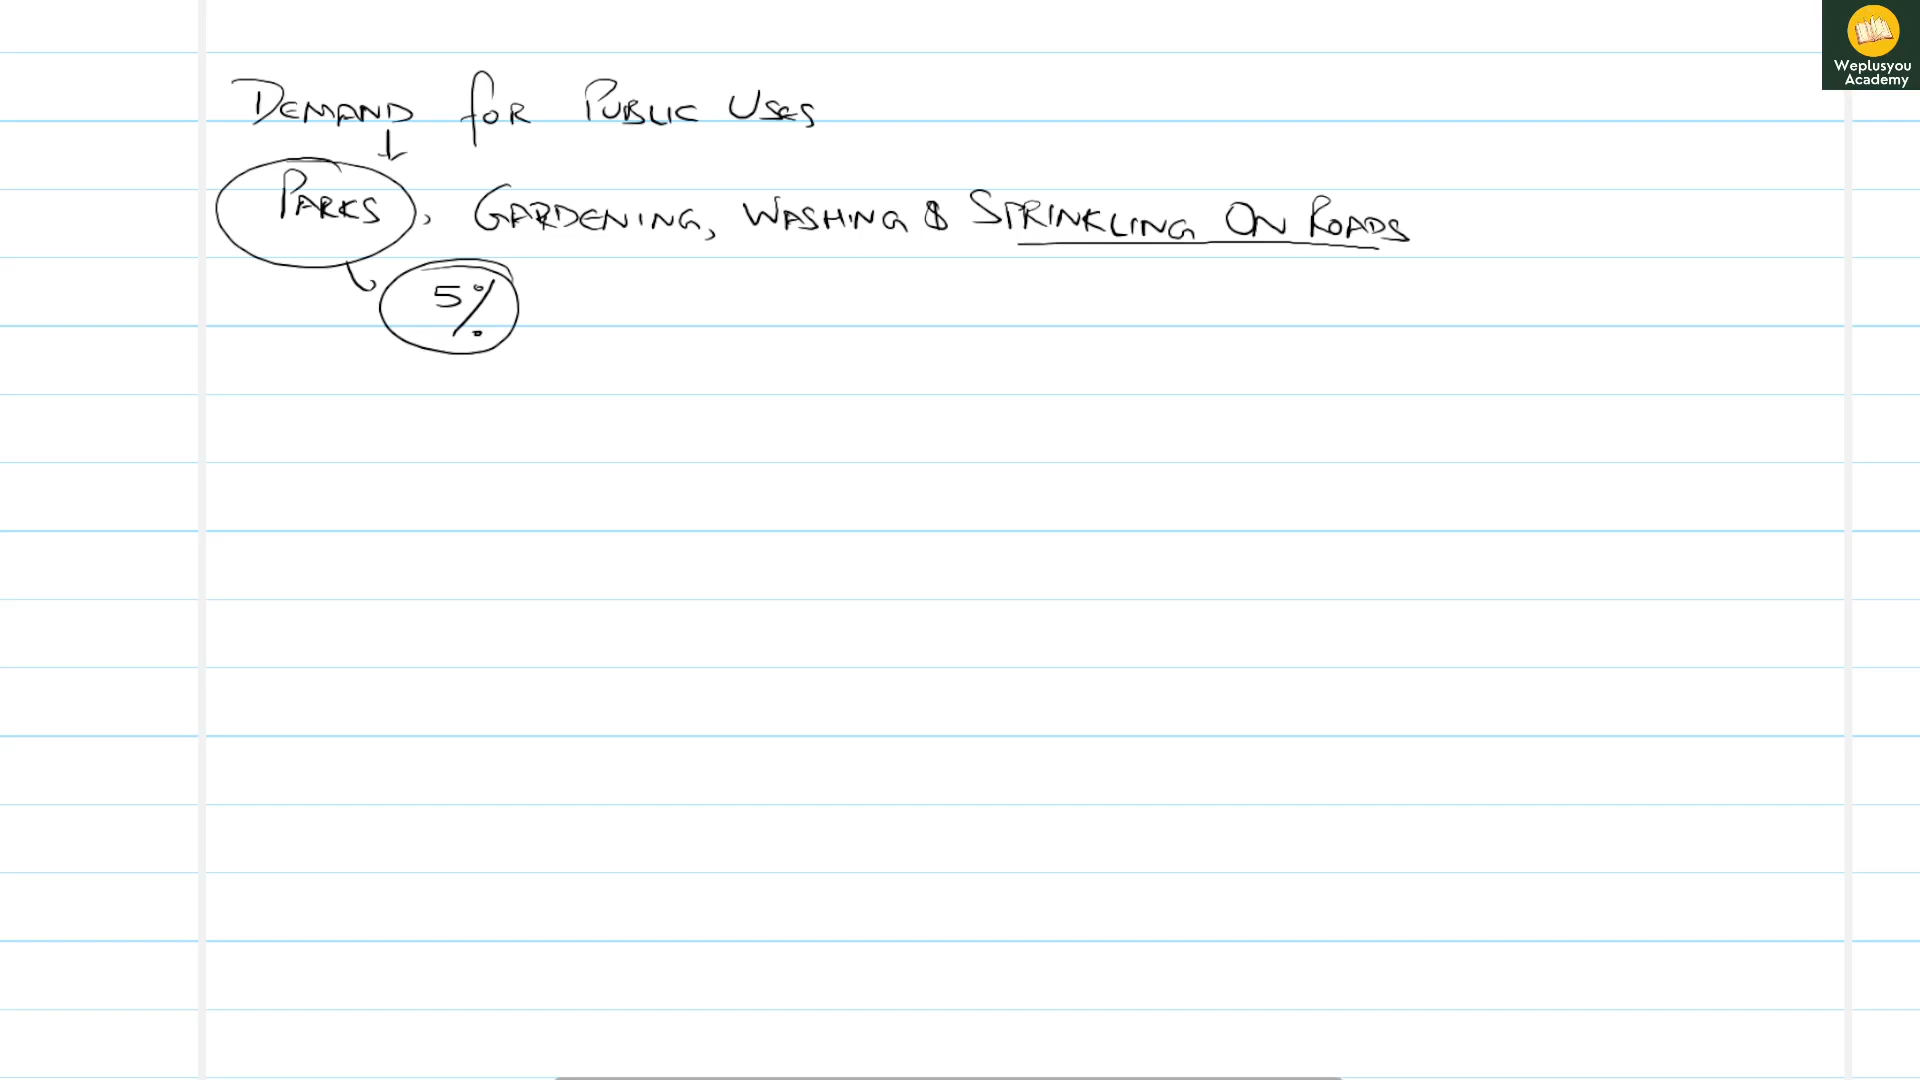 DEMAND for PUBLIC USES
PARKS, GARDENING, WASHING & SPRINKLING ON ROADS
5%
Weplusyou
Academy